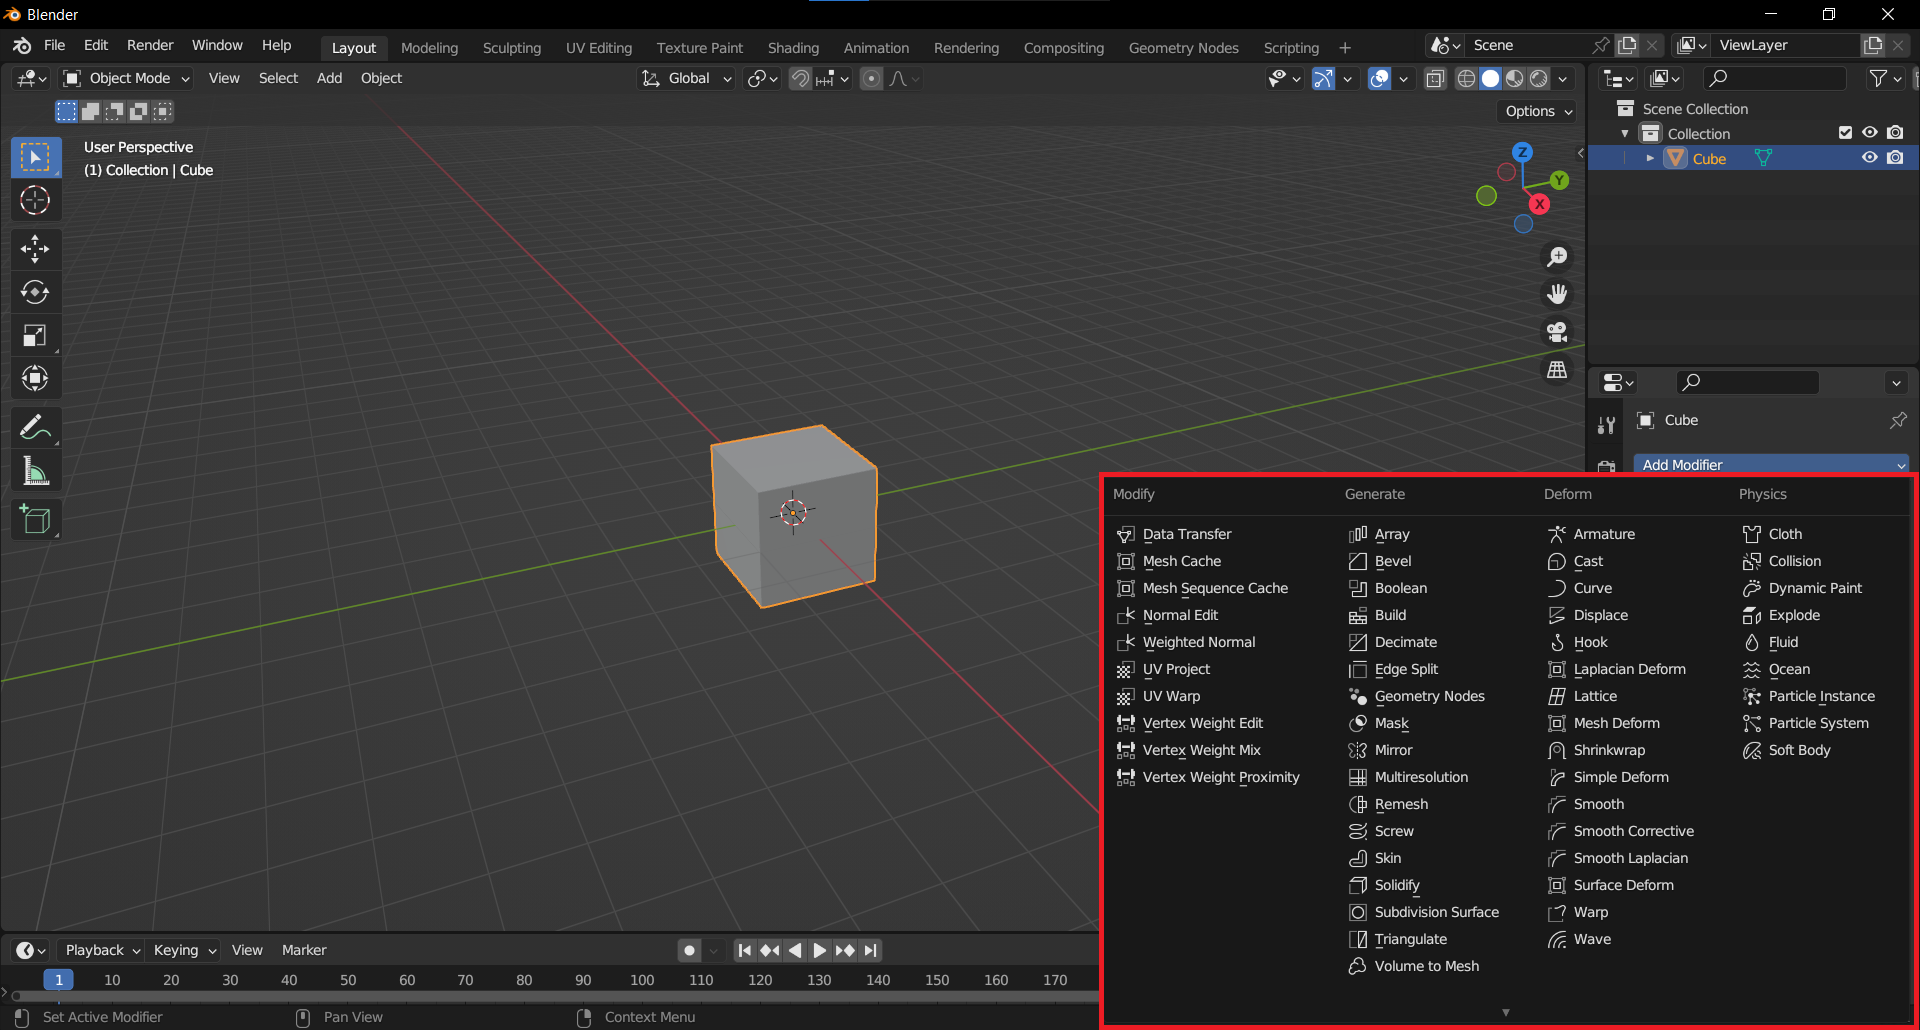 Blender
File Edit Render Window Help Layout Modeling Sculpting UV Editing Texture Paint Shading Animation Rendering Compositing Geometry Nodes Scripting + Scene ViewLayer
Object Mode View Select Add Object Global
Options
User Perspective
(1) Collection | Cube
Z
Y
X
Scene Collection
Collection
Cube
Cube
Add Modifier
Modify Generate Deform Physics
Data Transfer Array Armature Cloth
Mesh Cache Bevel Cast Collision
Mesh Sequence Cache Boolean Curve Dynamic Paint
Normal Edit Build Displace Explode
Weighted Normal Decimate Hook Fluid
UV Project Edge Split Laplacian Deform Ocean
UV Warp Geometry Nodes Lattice Particle Instance
Vertex Weight Edit Mask Mesh Deform Particle System
Vertex Weight Mix Mirror Shrinkwrap Soft Body
Vertex Weight Proximity Multiresolution Simple Deform
Remesh Smooth
Screw Smooth Corrective
Skin Smooth Laplacian
Solidify Surface Deform
Subdivision Surface Warp
Triangulate Wave
Volume to Mesh
Playback Keying View Marker
1 10 20 30 40 50 60 70 80 90 100 110 120 130 140 150 160 170
Set Active Modifier Pan View Context Menu